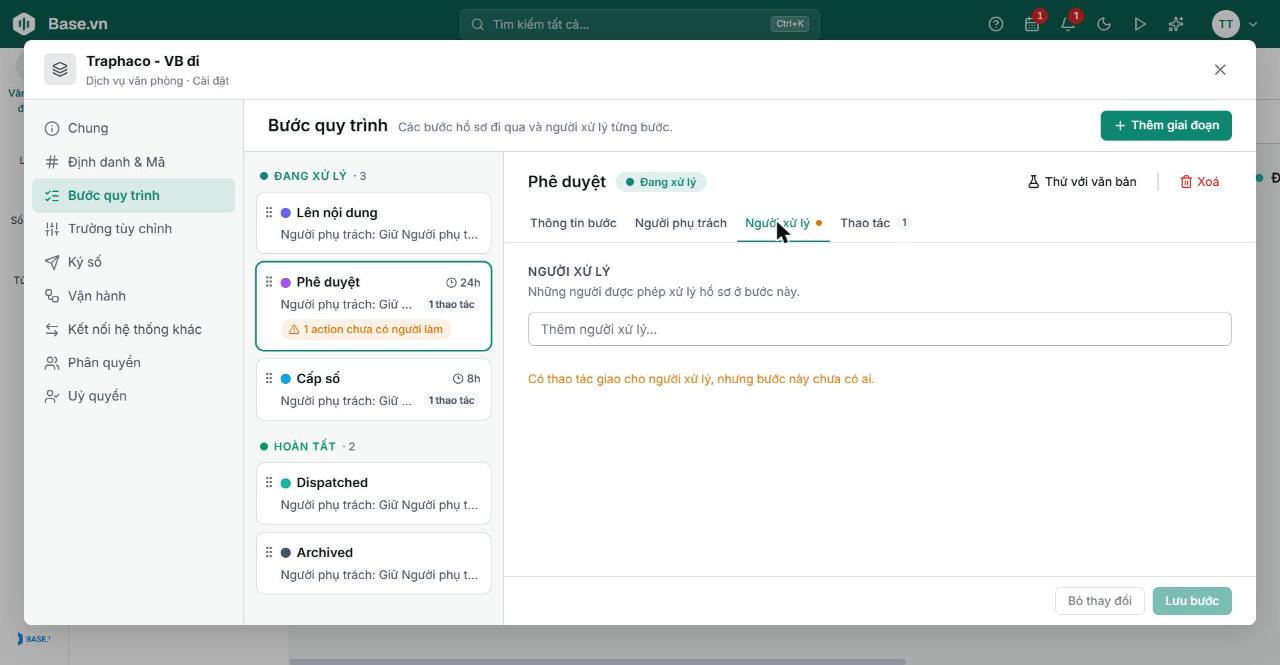 Base.vn
Tìm kiếm tất cả...
Ctrl+K
1
1
TT
Traphaco - VB đi
Dịch vụ văn phòng · Cài đặt
Chung
Định danh & Mã
Bước quy trình
Trường tùy chỉnh
Ký số
Vận hành
Kết nối hệ thống khác
Phân quyền
Uỷ quyền
Bước quy trình
Các bước hồ sơ đi qua và người xử lý từng bước.
Thêm giai đoạn
ĐANG XỬ LÝ · 3
Lên nội dung
Người phụ trách: Giữ Người phụ t...
Phê duyệt
24h
Người phụ trách: Giữ ...
1 thao tác
1 action chưa có người làm
Cấp số
8h
Người phụ trách: Giữ ...
1 thao tác
HOÀN TẤT · 2
Dispatched
Người phụ trách: Giữ Người phụ t...
Archived
Người phụ trách: Giữ Người phụ t...
Phê duyệt
Đang xử lý
Thử với văn bản
Xoá
Thông tin bước
Người phụ trách
Người xử lý
Thao tác 1
NGƯỜI XỬ LÝ
Những người được phép xử lý hồ sơ ở bước này.
Thêm người xử lý...
Có thao tác giao cho người xử lý, nhưng bước này chưa có ai.
Bỏ thay đổi
Lưu bước